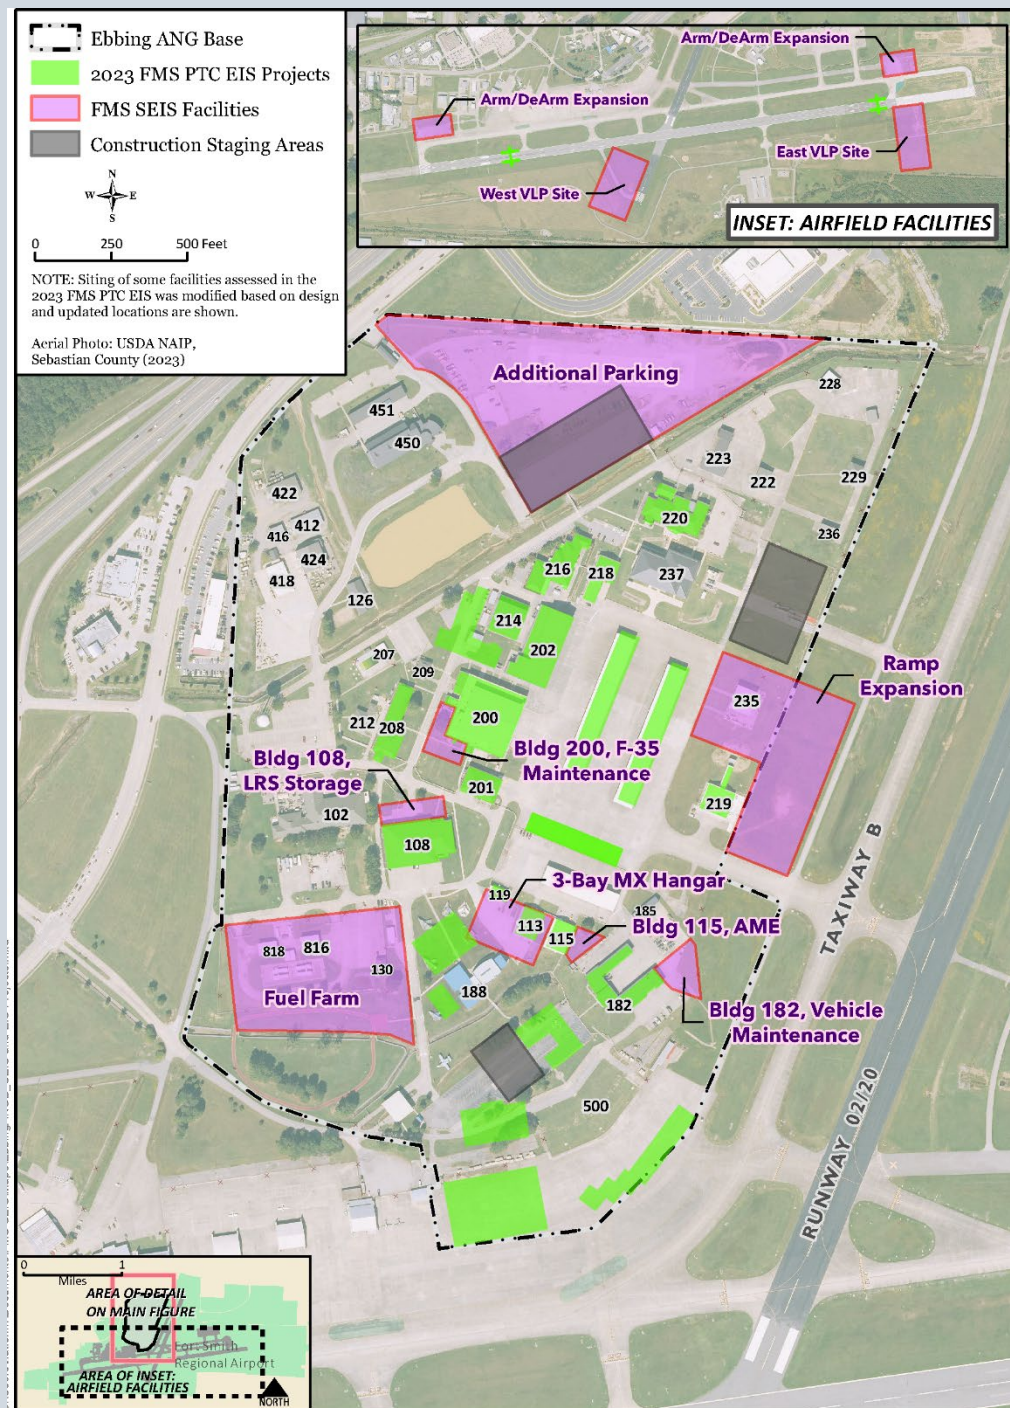 Ebbing ANG Base
2023 FMS PTC EIS Projects
FMS SEIS Facilities
Construction Staging Areas
N
W E
S
0 250 500 Feet
NOTE: Siting of some facilities assessed in the
2023 FMS PTC EIS was modified based on design
and updated locations are shown.
Aerial Photo: USDA NAIP,
Sebastian County (2023)
Arm/DeArm Expansion
Arm/DeArm Expansion
East VLP Site
West VLP Site
INSET: AIRFIELD FACILITIES
Additional Parking
228
451
450
223
222
229
422
412
416
424
418
220
236
216
218
237
126
214
202
207
209
235
Ramp
Expansion
212
208
200
Bldg 200, F-35
Maintenance
Bldg 108,
LRS Storage
201
219
102
108
TAXIWAY B
3-Bay MX Hangar
119
113
115
185
Bldg 115, AME
818
816
130
Fuel Farm
188
182
Bldg 182, Vehicle
Maintenance
500
RUNWAY 02/20
0 1
Miles
AREA OF DETAIL
ON MAIN FIGURE
Fort Smith
Regional Airport
AREA OF INSET:
AIRFIELD FACILITIES
NORTH